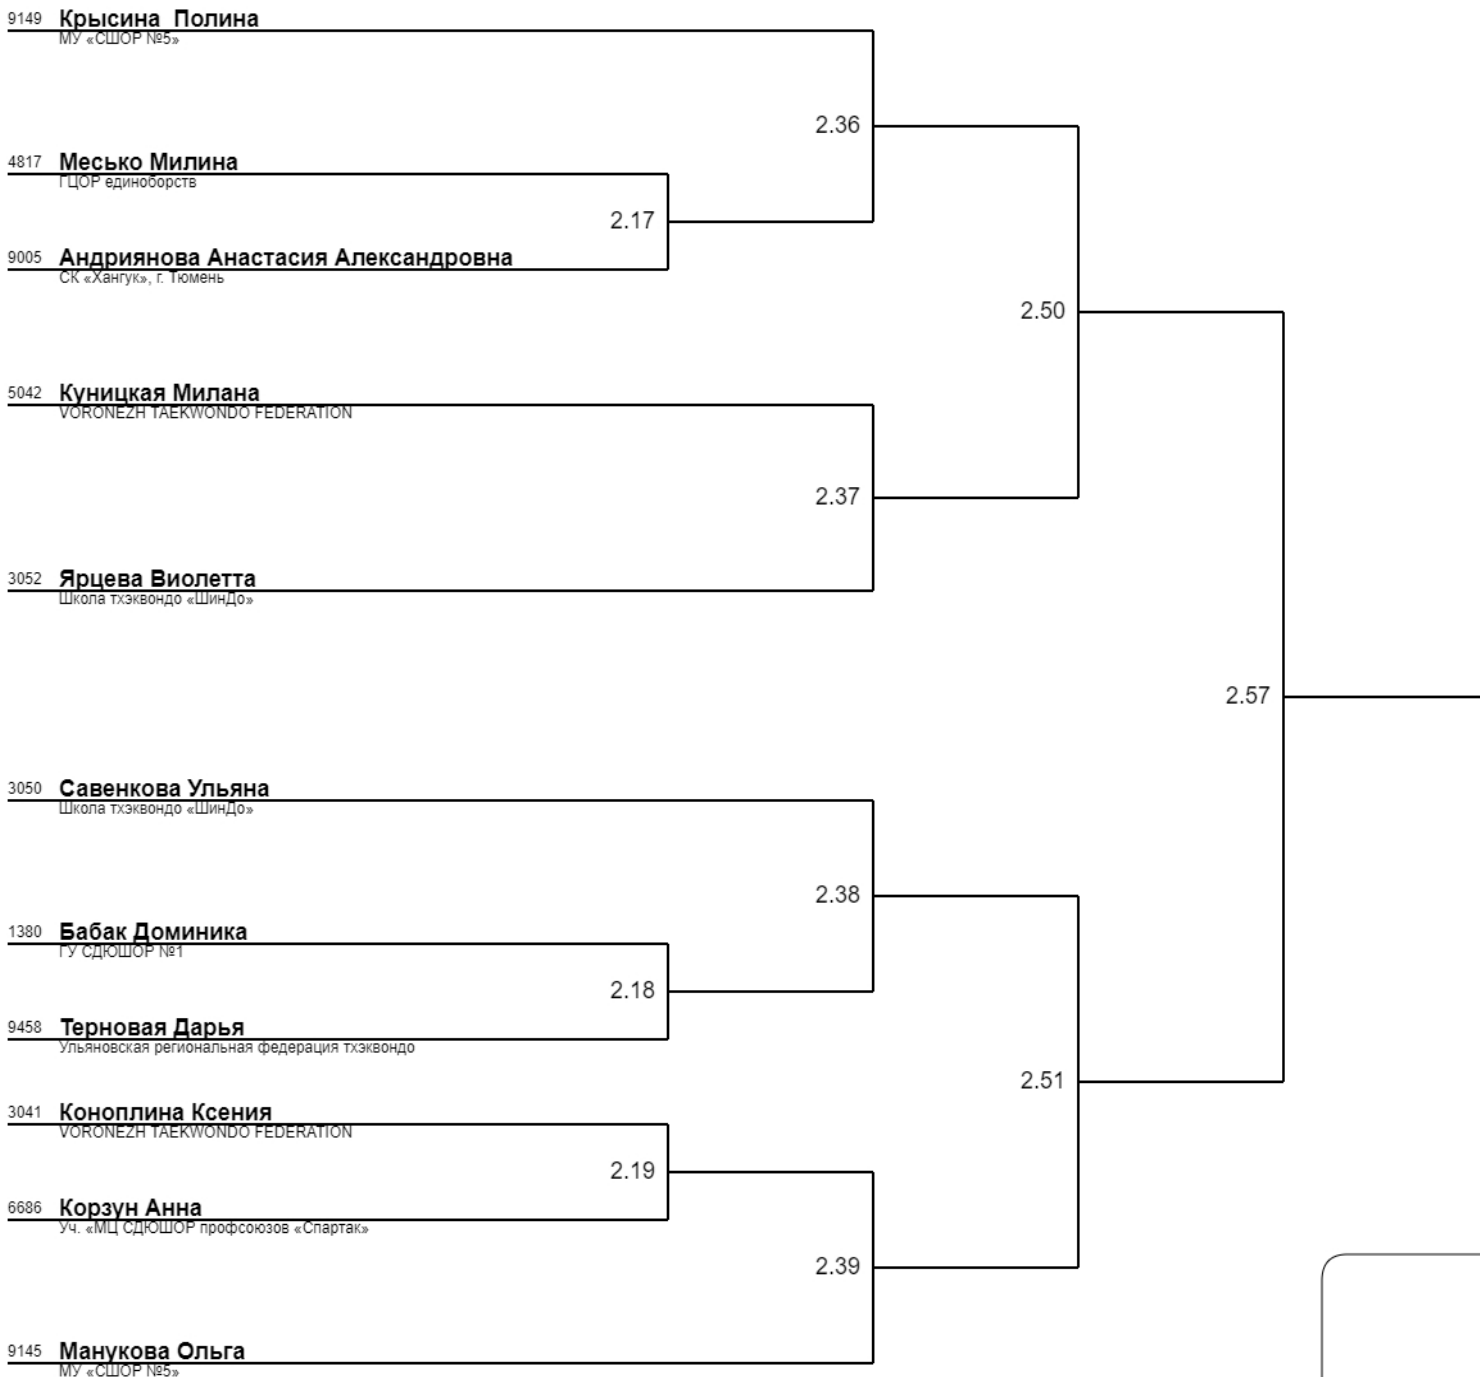 9149 Крысина Полина
МУ «СШОР №5»
2.36
4817 Месько Милина
ГЦОР единоборств
2.17
9005 Андриянова Анастасия Александровна
СК «Хангук», г. Тюмень
2.50
5042 Куницкая Милана
VORONEZH TAEKWONDO FEDERATION
2.37
3052 Ярцева Виолетта
Школа тхэквондо «ШинДо»
2.57
3050 Савенкова Ульяна
Школа тхэквондо «ШинДо»
2.38
1380 Бабак Доминика
ГУ СДЮШОР №1
2.18
9458 Терновая Дарья
Ульяновская региональная федерация тхэквондо
2.51
3041 Коноплина Ксения
VORONEZH TAEKWONDO FEDERATION
2.19
6686 Корзун Анна
Уч. «МЦ СДЮШОР профсоюзов «Спартак»
2.39
9145 Манукова Ольга
МУ «СШОР №5»